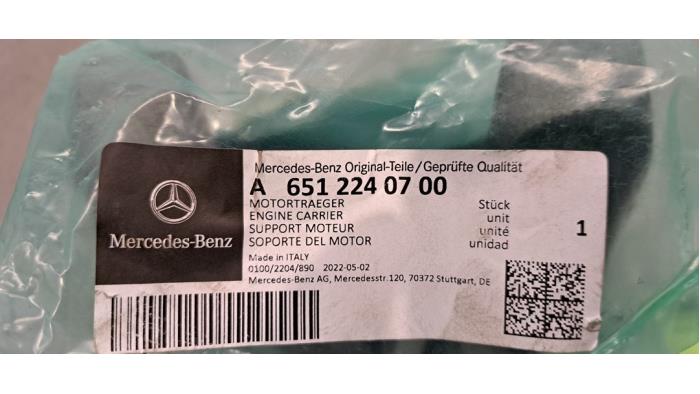 Mercedes-Benz
Mercedes-Benz Original-Teile/Geprüfte Qualität
A 651 224 07 00
MOTORTRAEGER Stück
ENGINE CARRIER unit
SUPPORT MOTEUR unité 1
SOPORTE DEL MOTOR unidad
Made in ITALY
0100/2204/890 2022-05-02
Mercedes-Benz AG, Mercedesstr.120, 70372 Stuttgart, DE